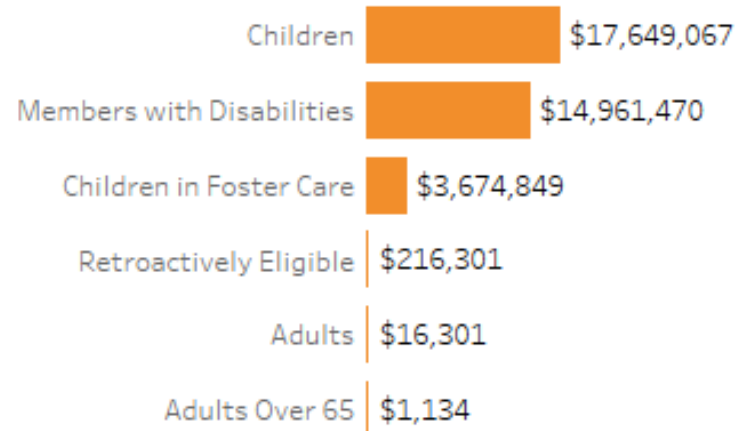 Children $17,649,067
Members with Disabilities $14,961,470
Children in Foster Care $3,674,849
Retroactively Eligible $216,301
Adults $16,301
Adults Over 65 $1,134